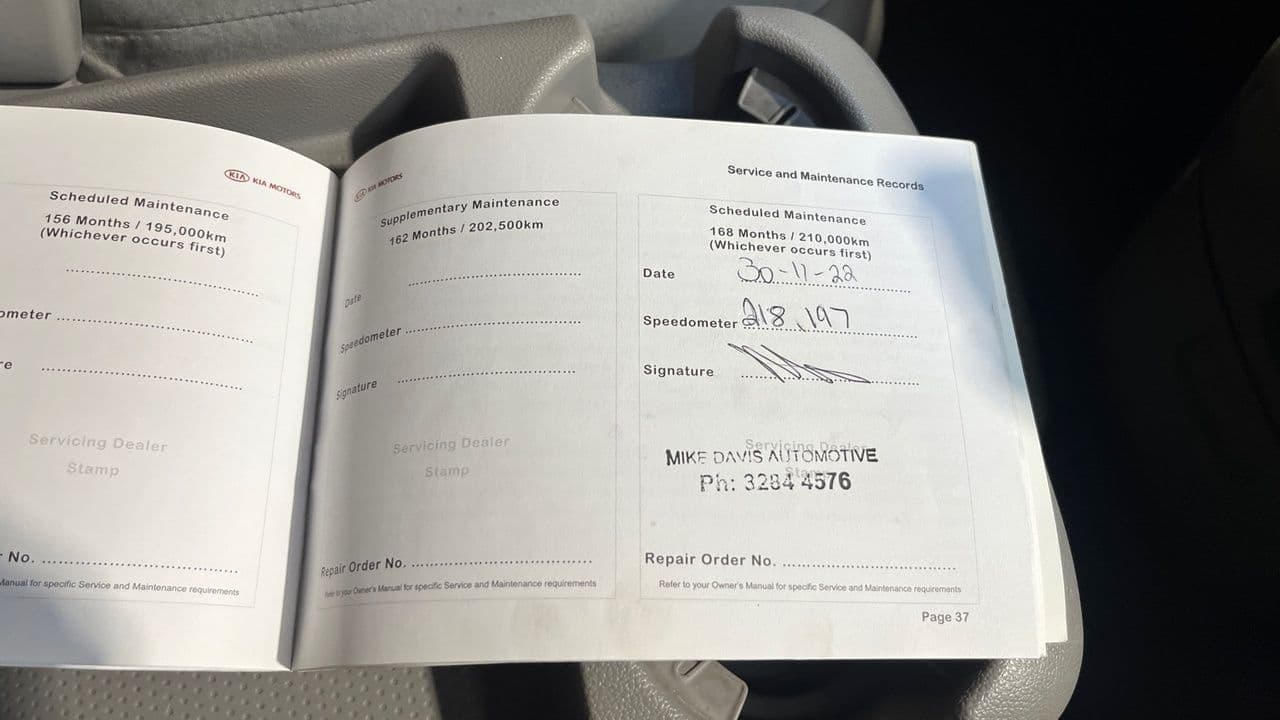 KIA KIA MOTORS
Scheduled Maintenance
156 Months / 195,000km
(Whichever occurs first)
ometer
re
Servicing Dealer
Stamp
No.
Manual for specific Service and Maintenance requirements
KIA KIA MOTORS
Supplementary Maintenance
162 Months / 202,500km
Date
Speedometer
Signature
Servicing Dealer
Stamp
Repair Order No.
Refer to your Owner's Manual for specific Service and Maintenance requirements
Service and Maintenance Records
Scheduled Maintenance
168 Months / 210,000km
(Whichever occurs first)
Date 30-11-22
Speedometer 218,197
Signature
Servicing Dealer
MIKE DAVIS AUTOMOTIVE
Stamp
Ph: 3284 4576
Repair Order No.
Refer to your Owner's Manual for specific Service and Maintenance requirements
Page 37